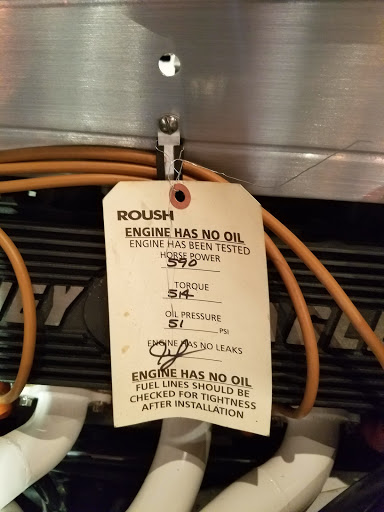 ROUSH
ENGINE HAS NO OIL
ENGINE HAS BEEN TESTED
HORSE POWER
590
TORQUE
514
OIL PRESSURE
51 PSI
ENGINE HAS NO LEAKS
ENGINE HAS NO OIL
FUEL LINES SHOULD BE
CHECKED FOR TIGHTNESS
AFTER INSTALLATION